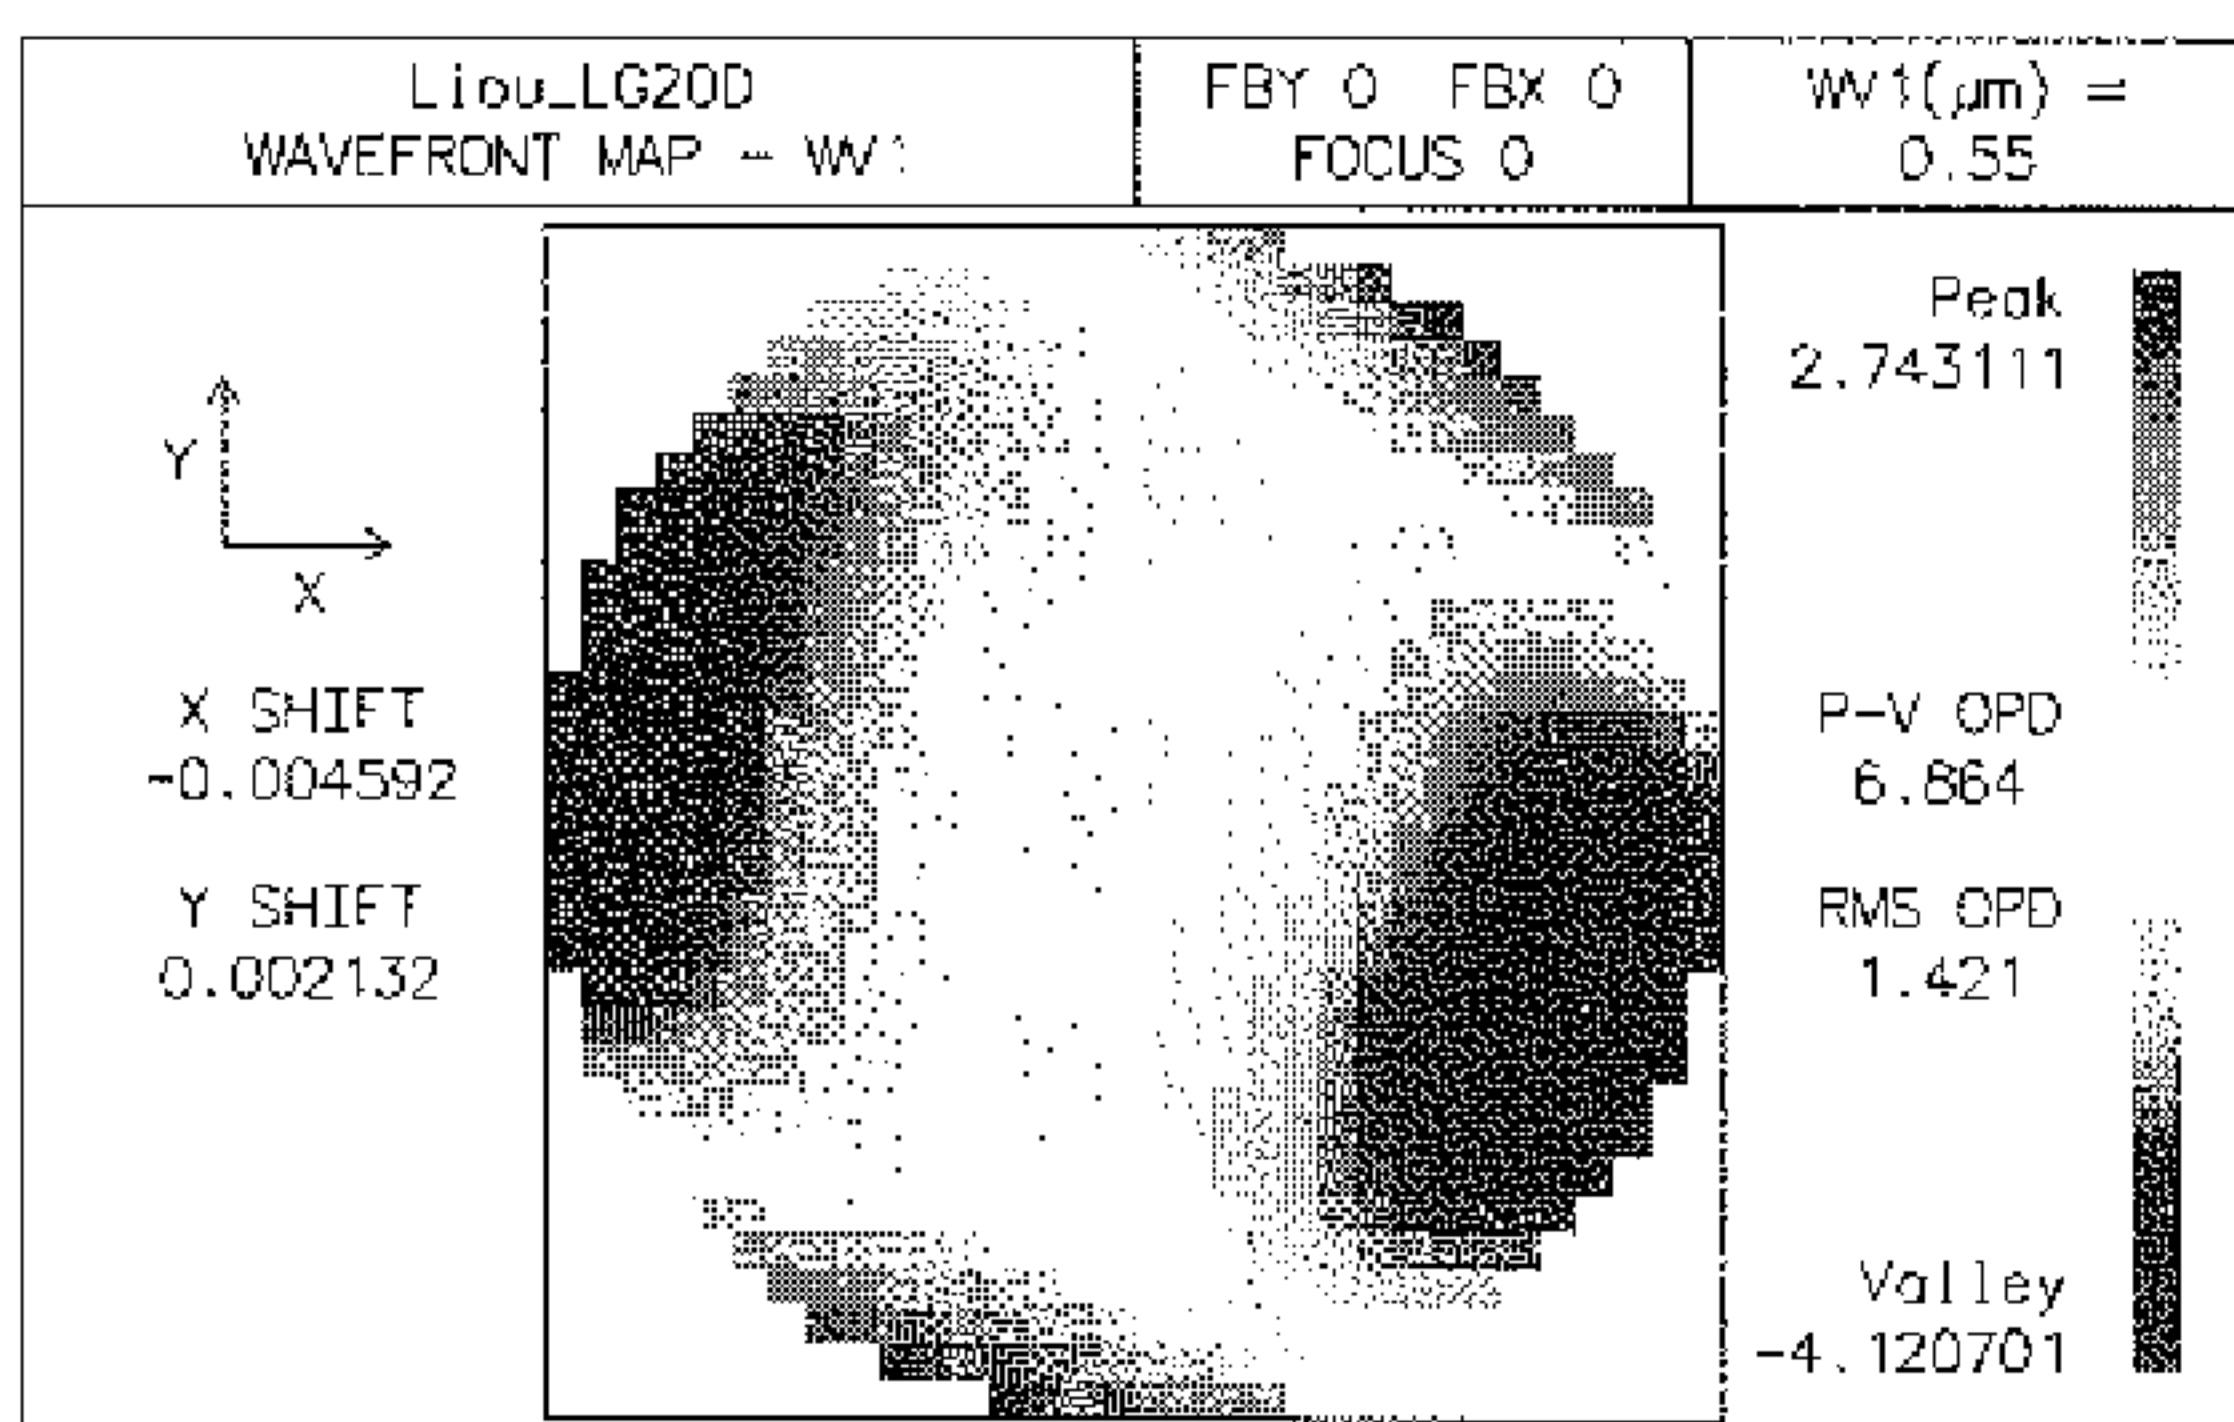 Liou_LG20D
WAVEFRONT MAP - WV1
FBY 0 FBX 0
FOCUS 0
WV1(μm) =
0.55
Y
X
X SHIFT
-0.004592
Y SHIFT
0.002132
Peak
2.743111
P-V OPD
6.864
RMS OPD
1.421
Valley
-4.120701